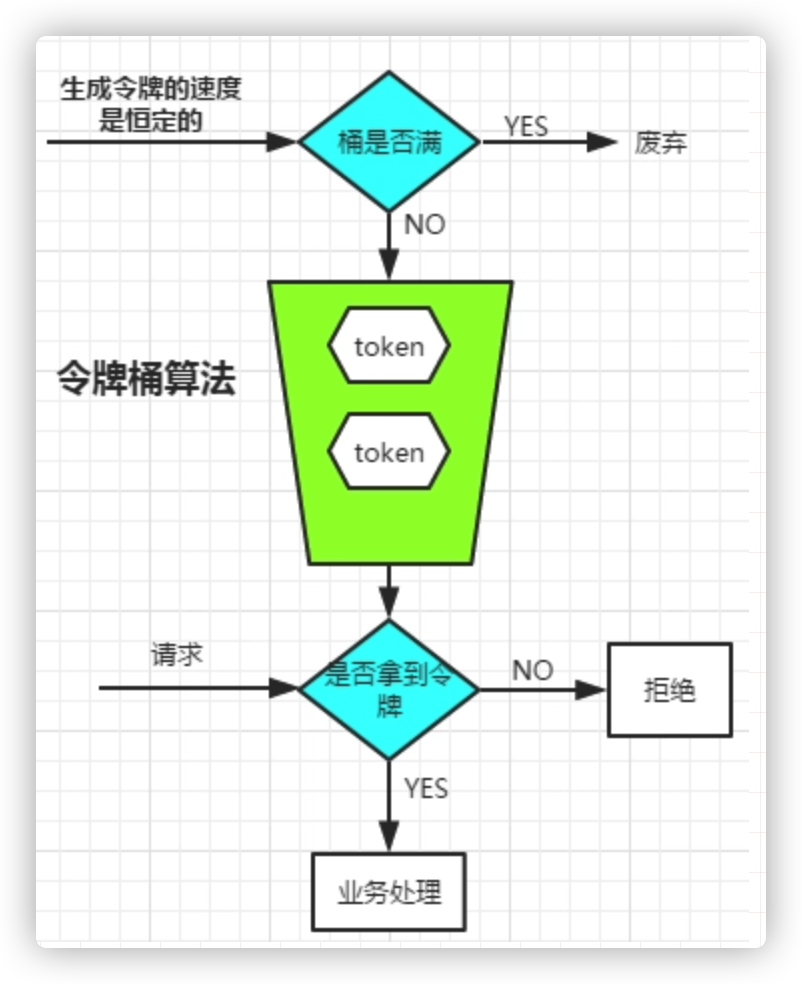 生成令牌的速度
是恒定的
桶是否满
YES
废弃
NO
token
令牌桶算法
token
请求
是否拿到令
牌
NO
拒绝
YES
业务处理